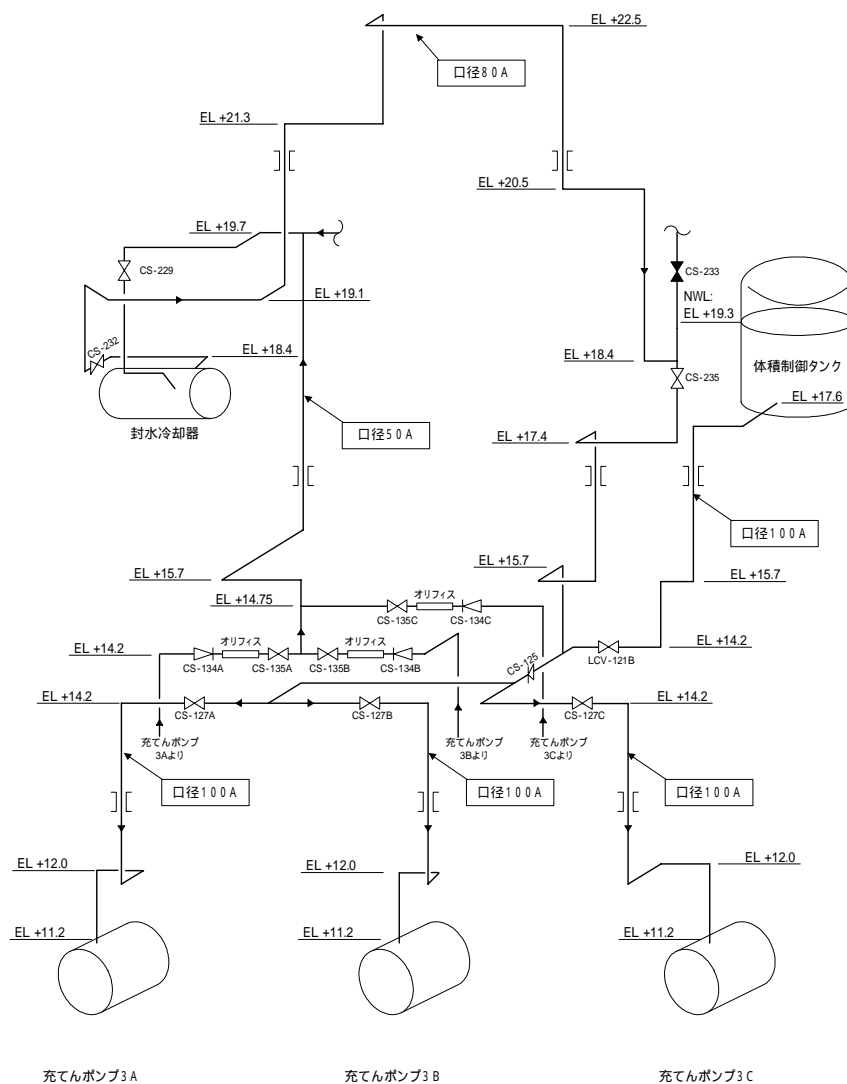 EL +22.5
口径80A
EL +21.3
EL +20.5
EL +19.7
CS-229
CS-233
NWL:
EL +19.3
EL +19.1
CS-232
EL +18.4
EL +18.4
CS-235
体積制御タンク
EL +17.6
封水冷却器
口径50A
EL +17.4
口径100A
EL +15.7
EL +15.7
EL +15.7
EL +14.75
オリフィス
CS-135C
CS-134C
EL +14.2
オリフィス
オリフィス
EL +14.2
CS-134A
CS-135A
CS-135B
CS-134B
CS-125
LCV-121B
EL +14.2
EL +14.2
CS-127A
CS-127B
CS-127C
充てんポンプ
3Aより
充てんポンプ
3Bより
充てんポンプ
3Cより
口径100A
口径100A
口径100A
EL +12.0
EL +12.0
EL +12.0
EL +11.2
EL +11.2
EL +11.2
充てんポンプ3A
充てんポンプ3B
充てんポンプ3C